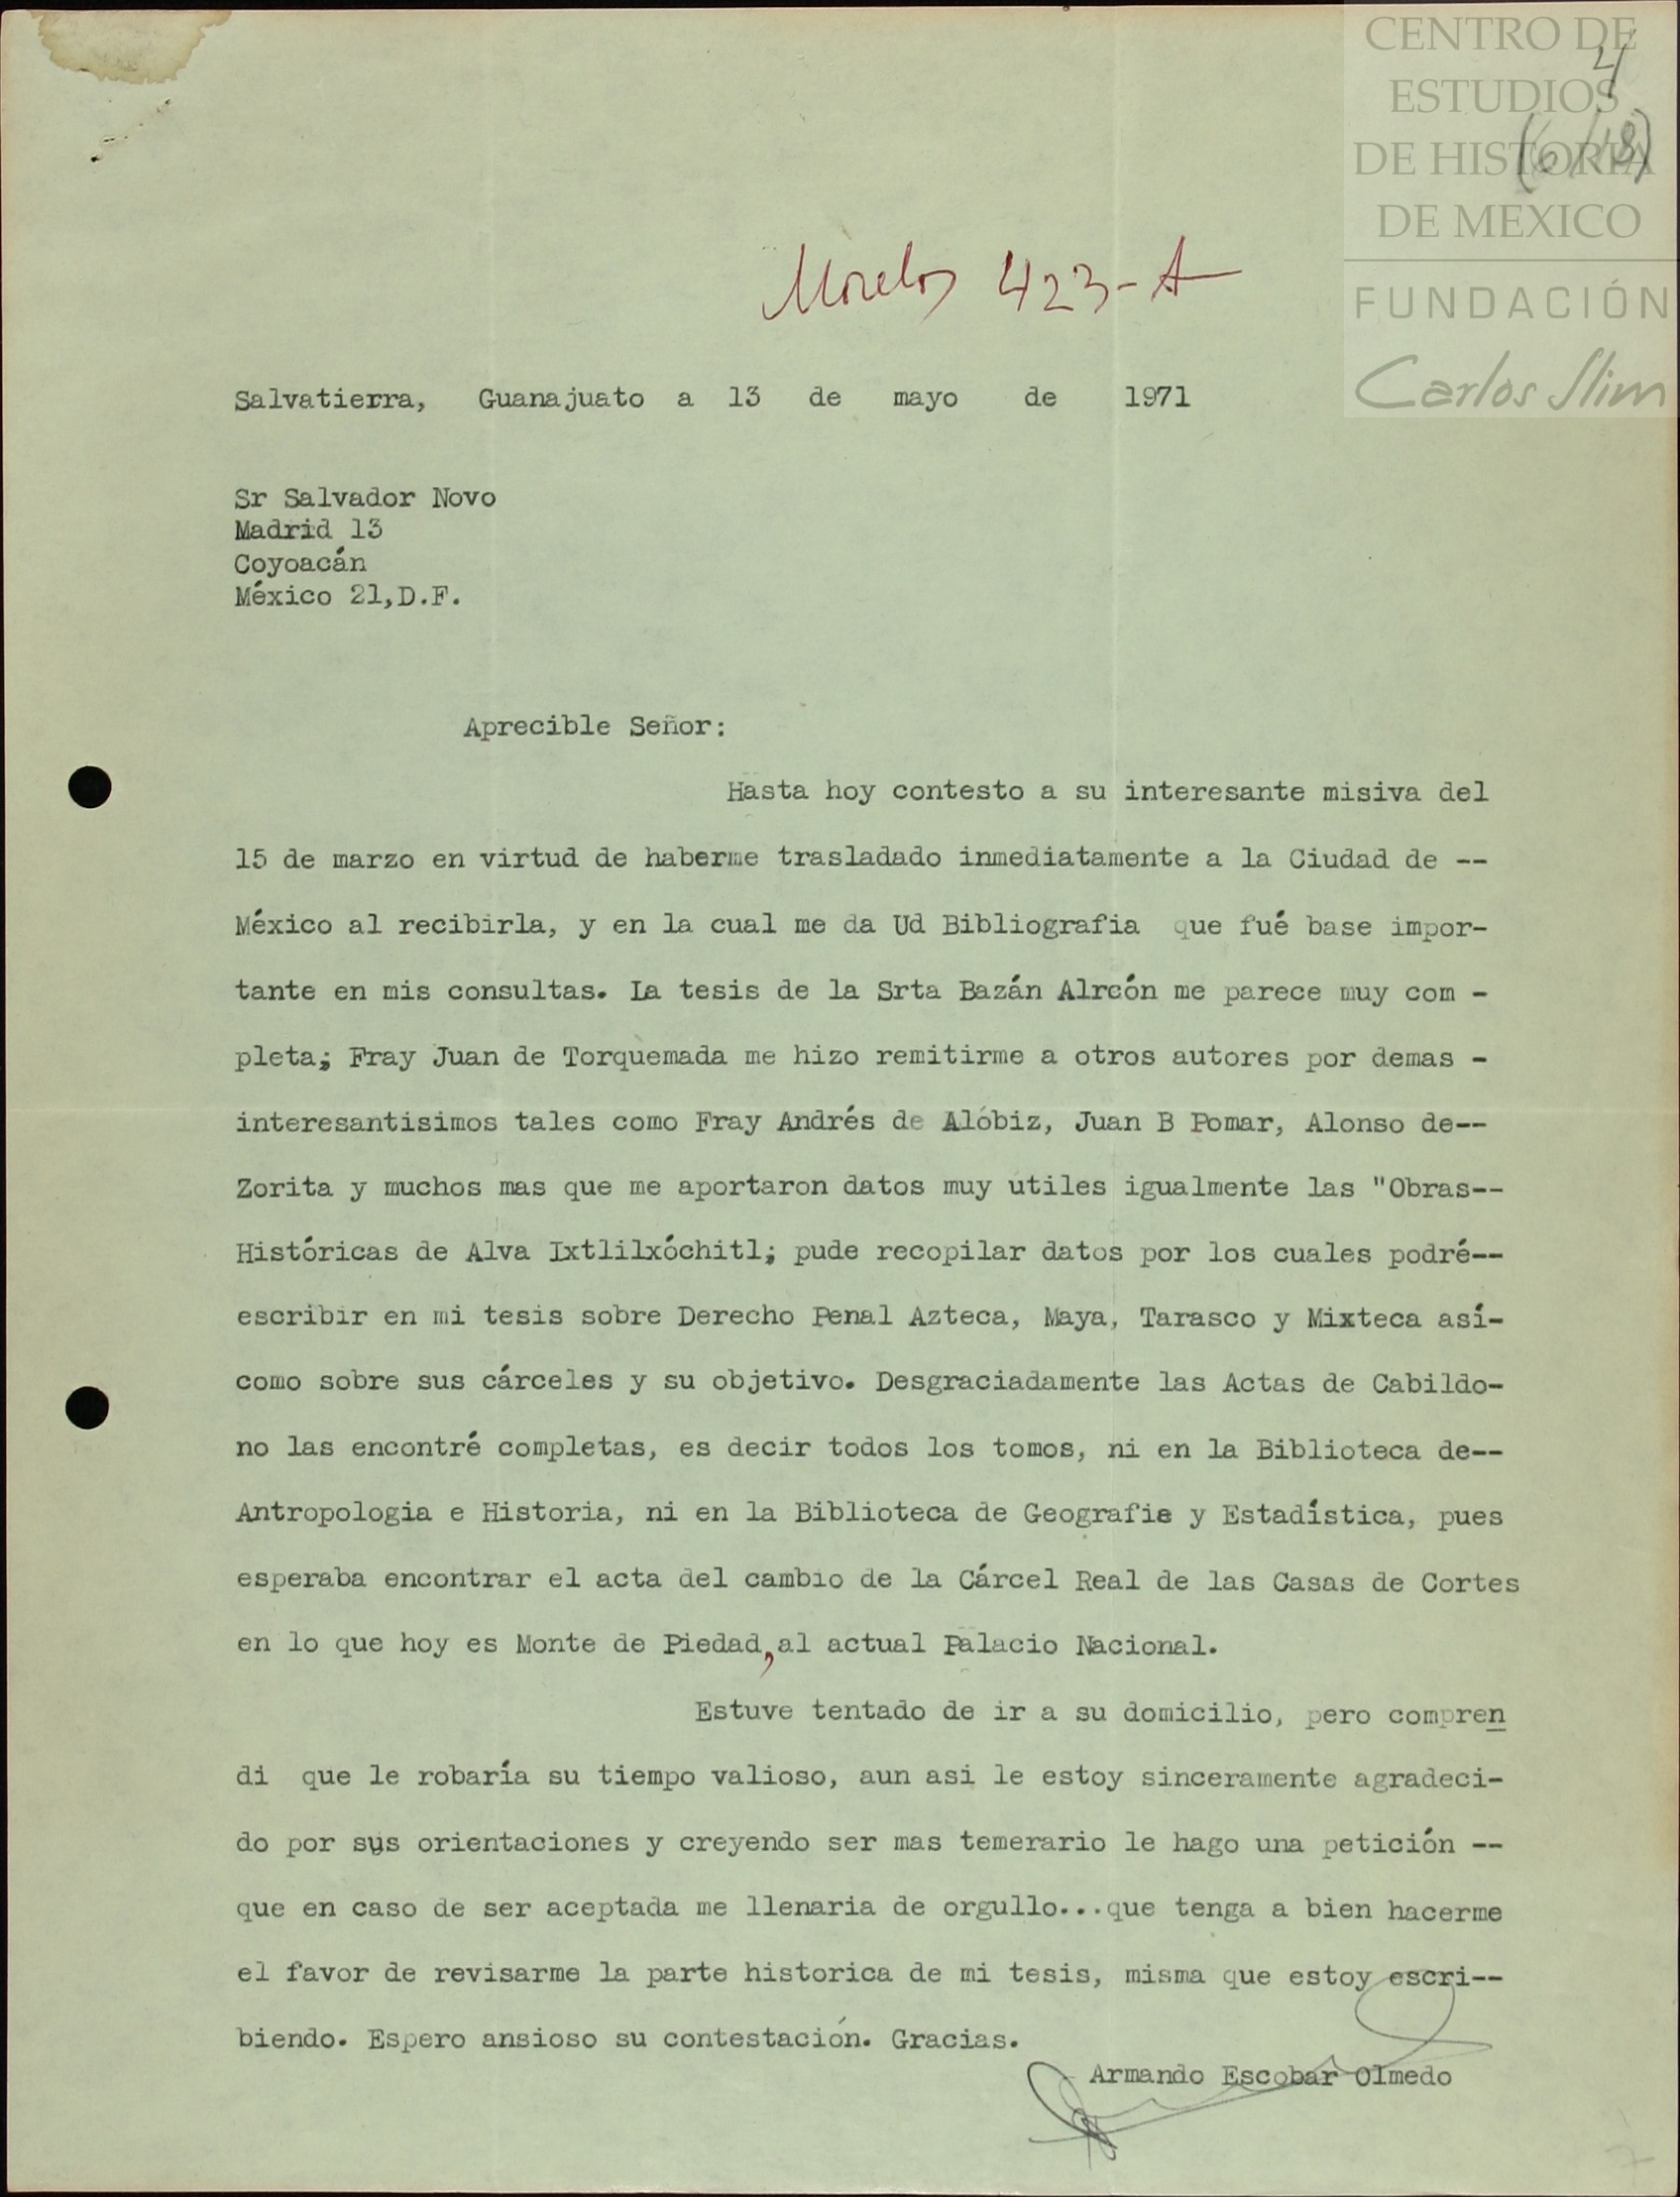 CENTRO DE
ESTUDIOS
DE HISTORIA
DE MEXICO
FUNDACIÓN
Carlos Slim
4
(6/18)
Morelos 423-A
Salvatierra, Guanajuato a 13 de mayo de 1971
Sr Salvador Novo
Madrid 13
Coyoacán
México 21,D.F.
Aprecible Señor:
Hasta hoy contesto a su interesante misiva del
15 de marzo en virtud de haberme trasladado inmediatamente a la Ciudad de --
México al recibirla, y en la cual me da Ud Bibliografia que fué base impor-
tante en mis consultas. La tesis de la Srta Bazán Alrcón me parece muy com -
pleta; Fray Juan de Torquemada me hizo remitirme a otros autores por demas -
interesantisimos tales como Fray Andrés de Alóbiz, Juan B Pomar, Alonso de--
Zorita y muchos mas que me aportaron datos muy utiles igualmente las "Obras--
Históricas de Alva Ixtlilxóchitl; pude recopilar datos por los cuales podré--
escribir en mi tesis sobre Derecho Penal Azteca, Maya, Tarasco y Mixteca así-
como sobre sus cárceles y su objetivo. Desgraciadamente las Actas de Cabildo-
no las encontré completas, es decir todos los tomos, ni en la Biblioteca de--
Antropologia e Historia, ni en la Biblioteca de Geografia y Estadística, pues
esperaba encontrar el acta del cambio de la Cárcel Real de las Casas de Cortes
en lo que hoy es Monte de Piedad, al actual Palacio Nacional.
Estuve tentado de ir a su domicilio, pero compren
di que le robaría su tiempo valioso, aun asi le estoy sinceramente agradeci-
do por sus orientaciones y creyendo ser mas temerario le hago una petición --
que en caso de ser aceptada me llenaria de orgullo...que tenga a bien hacerme
el favor de revisarme la parte historica de mi tesis, misma que estoy escri--
biendo. Espero ansioso su contestación. Gracias.
Armando Escobar Olmedo